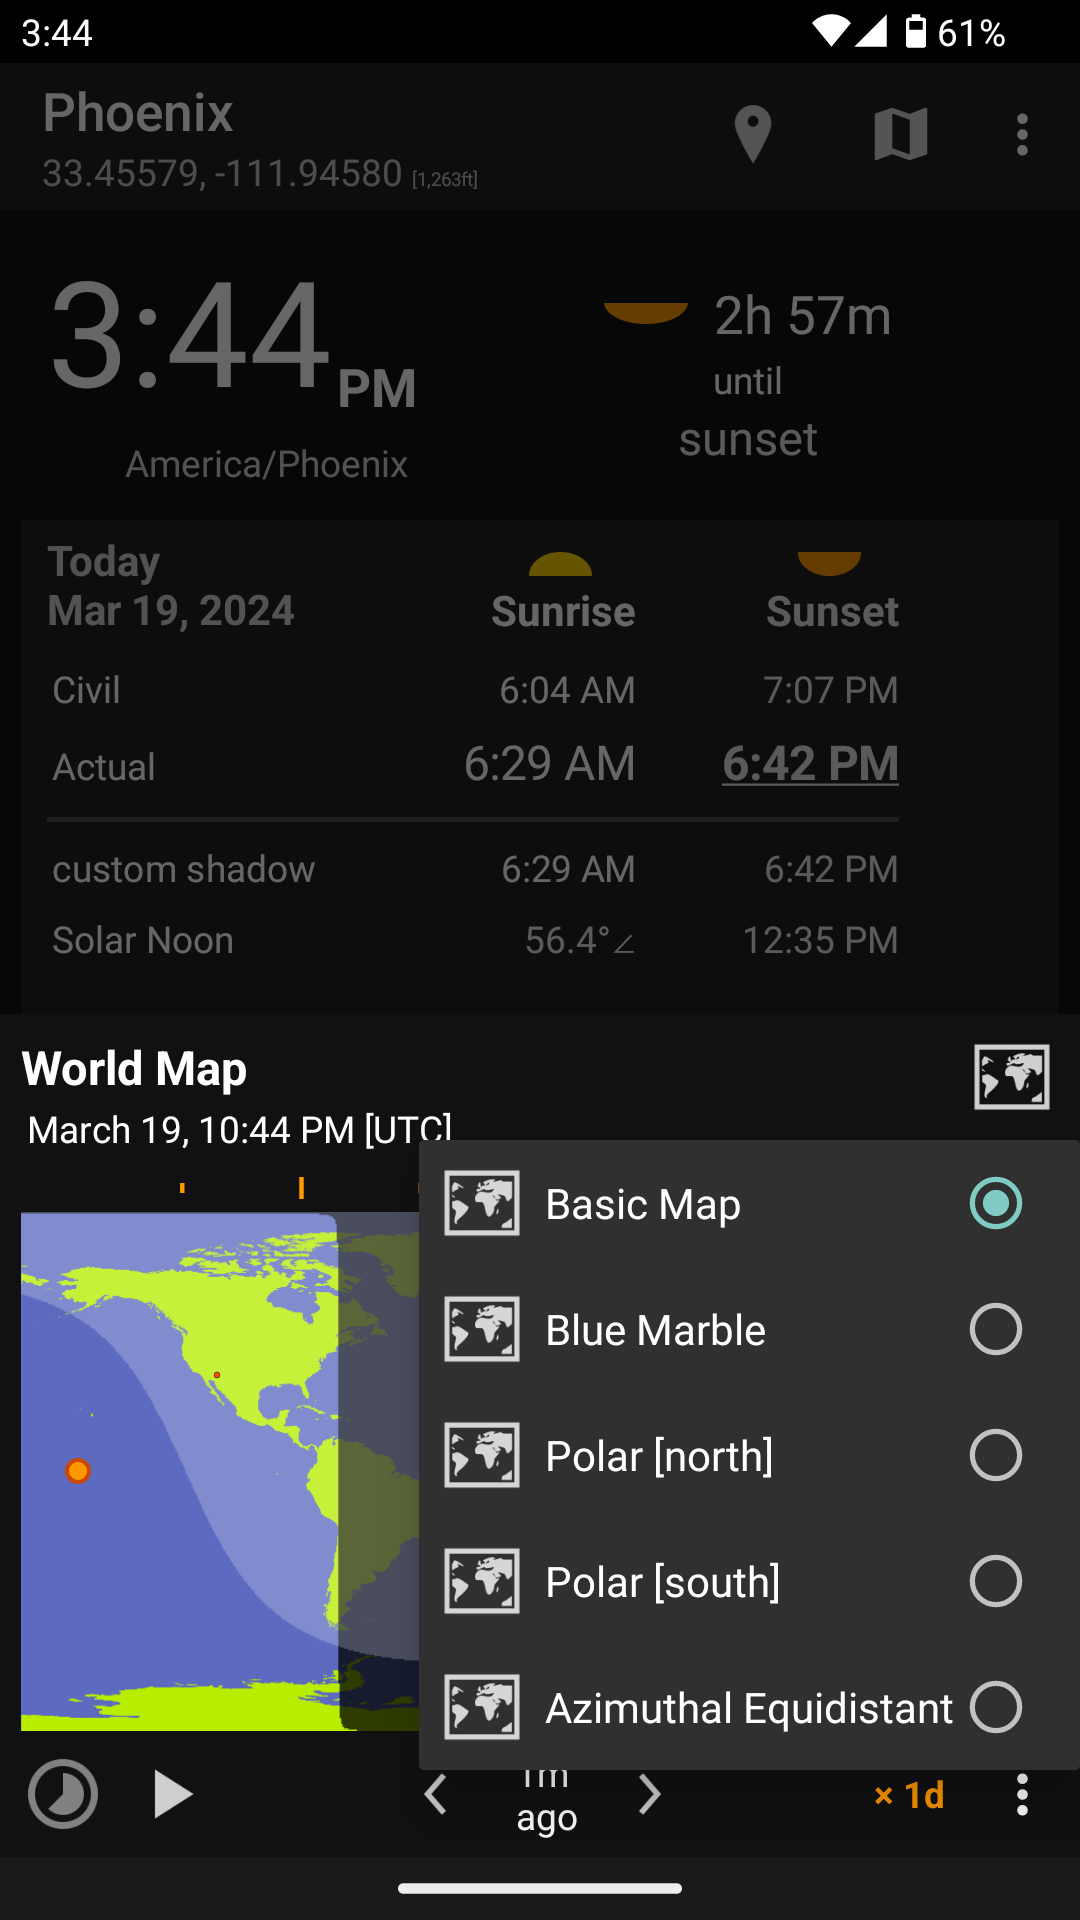 3:44
61%
Phoenix
33.45579, -111.94580 [1,263ft]
3:44 PM
2h 57m
until
sunset
America/Phoenix
Today
Mar 19, 2024
Sunrise
Sunset
Civil
6:04 AM
7:07 PM
Actual
6:29 AM
6:42 PM
custom shadow
6:29 AM
6:42 PM
Solar Noon
56.4°∠
12:35 PM
World Map
March 19, 10:44 PM [UTC]
Basic Map
Blue Marble
Polar [north]
Polar [south]
Azimuthal Equidistant
1m
ago
× 1d